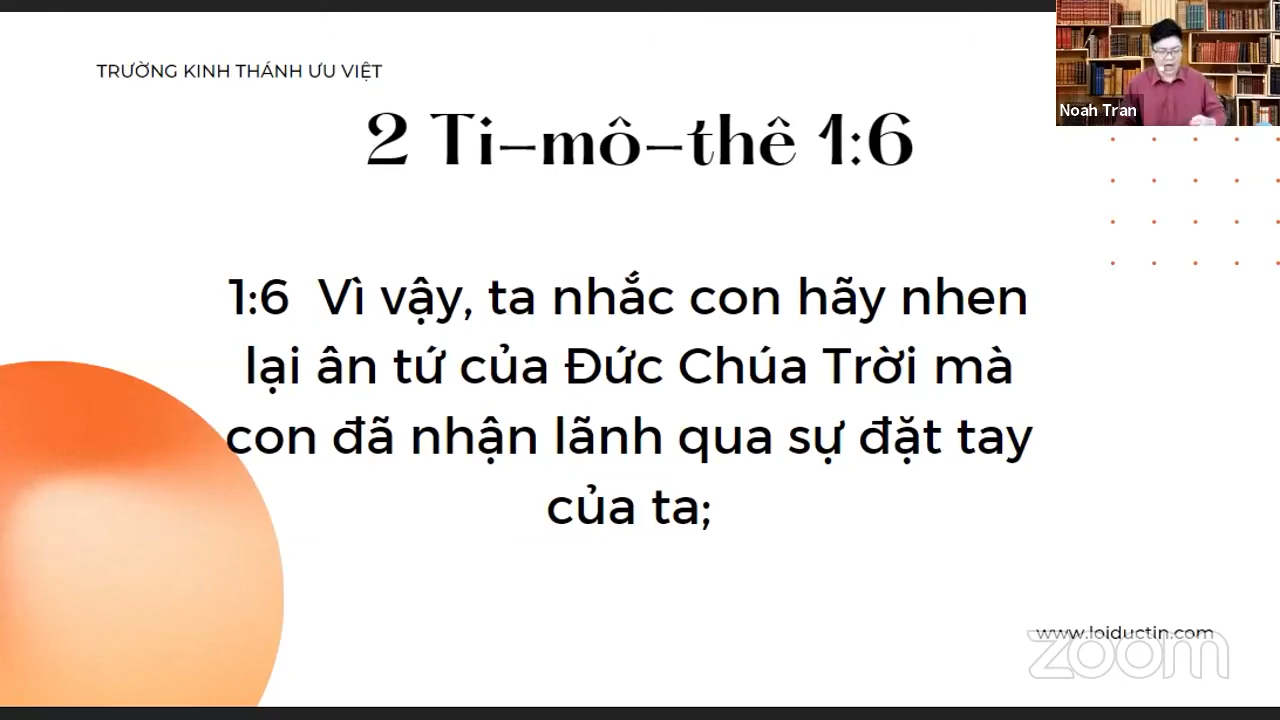 TRƯỜNG KINH THÁNH ƯU VIỆT
Noah Tran
2 Ti-mô-thê 1:6
1:6 Vì vậy, ta nhắc con hãy nhen
lại ân tứ của Đức Chúa Trời mà
con đã nhận lãnh qua sự đặt tay
của ta;
www.loiductin.com
zoom